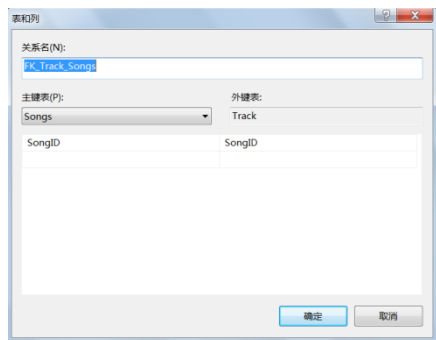 表和列
关系名(N):
FK_Track_Songs
主键表(P): 外键表:
Songs Track
SongID SongID
确定 取消